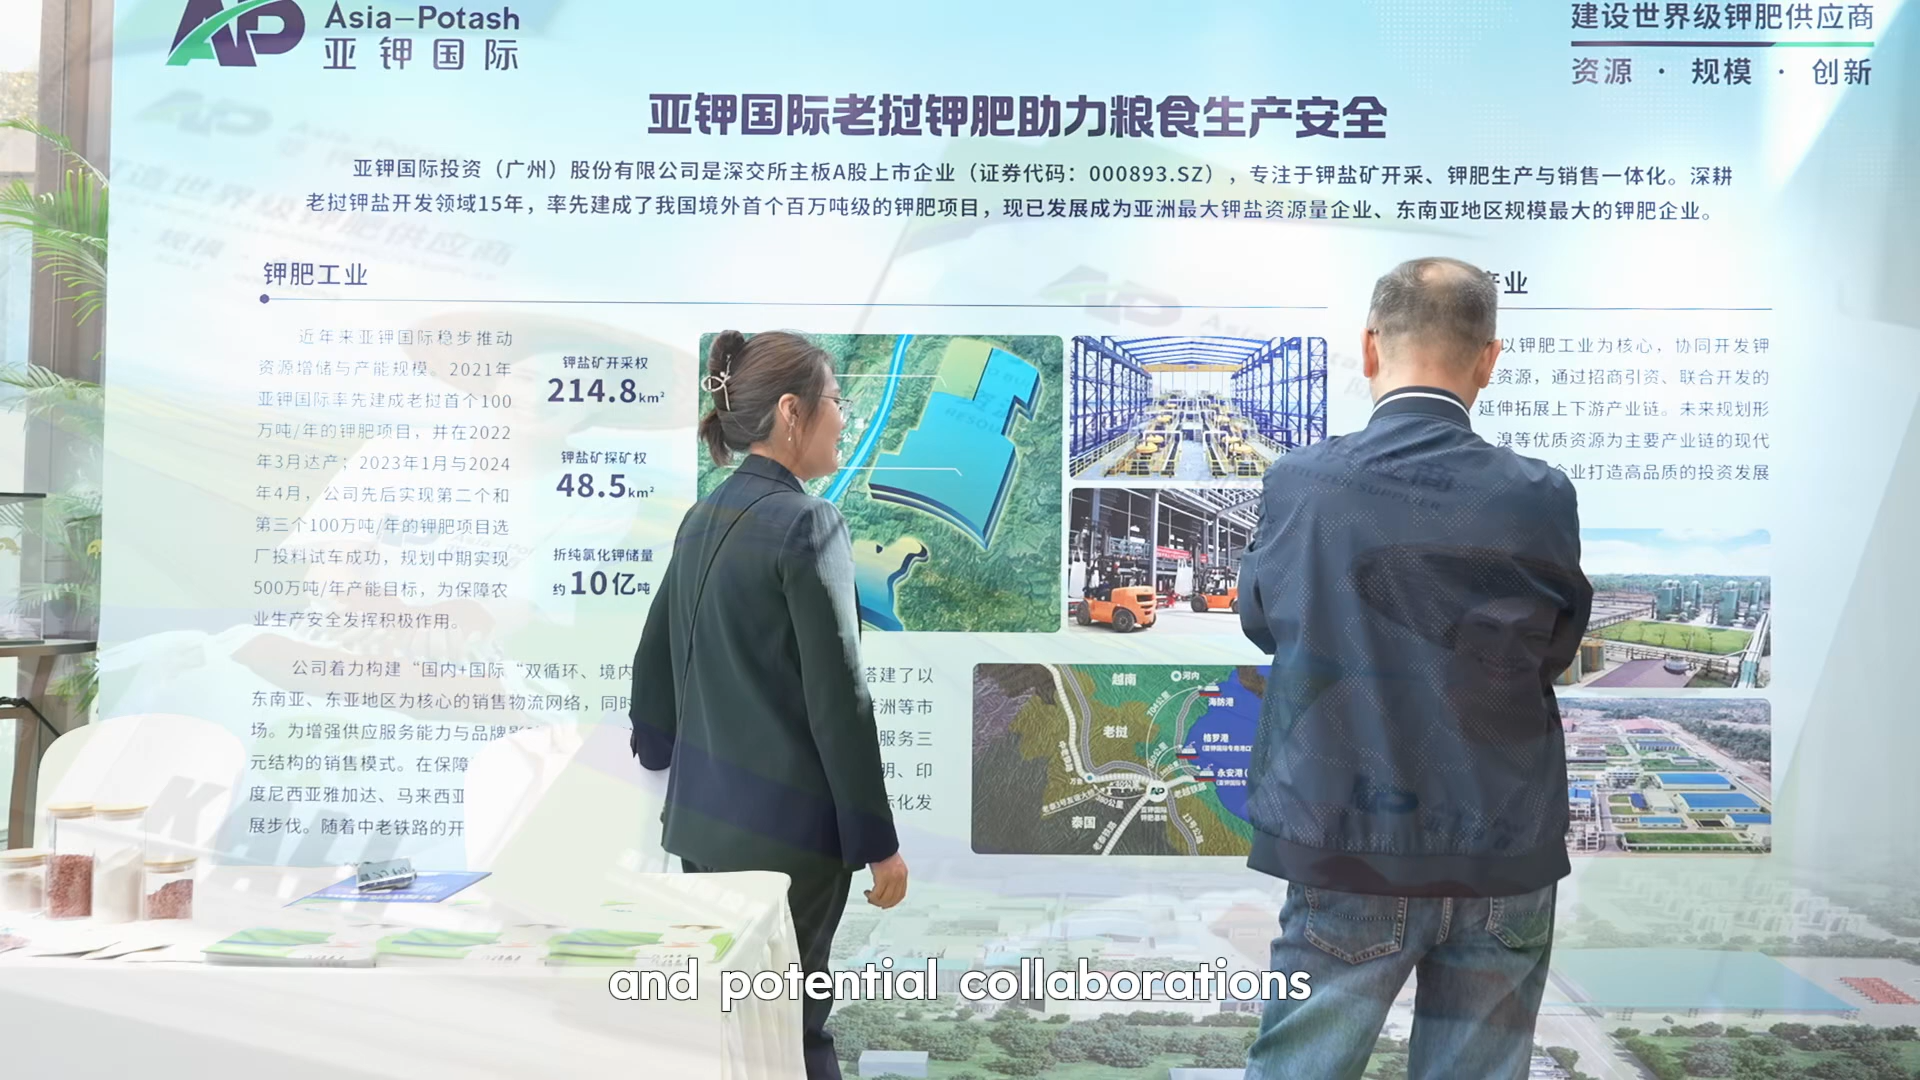 Asia-Potash
亚钾国际
建设世界级钾肥供应商
资源 · 规模 · 创新
亚钾国际老挝钾肥助力粮食生产安全
亚钾国际投资（广州）股份有限公司是深交所主板A股上市企业（证券代码：000893.SZ），专注于钾盐矿开采、钾肥生产与销售一体化。深耕
老挝钾盐开发领域15年，率先建成了我国境外首个百万吨级的钾肥项目，现已发展成为亚洲最大钾盐资源量企业、东南亚地区规模最大的钾肥企业。
钾肥工业
近年来亚钾国际稳步推动
资源增储与产能规模。2021年
亚钾国际率先建成老挝首个100
万吨/年的钾肥项目，并在2022
年3月达产；2023年1月与2024
年4月，公司先后实现第二个和
第三个100万吨/年的钾肥项目选
厂投料试车成功，规划中期实现
500万吨/年产能目标，为保障农
业生产安全发挥积极作用。
钾盐矿开采权
214.8km²
钾盐矿探矿权
48.5km²
折纯氯化钾储量
约10亿吨
公司着力构建“国内+国际“双循环、境内
东南亚、东亚地区为核心的销售物流网络，同时
场。为增强供应服务能力与品牌
元结构的销售模式。在保障
度尼西亚雅加达、马来西亚
展步伐。随着中老铁路的开
搭建了以
洲等市
服务三
明、印
际化发
产业
以钾肥工业为核心，协同开发钾
资源，通过招商引资、联合开发的
延伸拓展上下游产业链。未来规划形
溴等优质资源为主要产业链的现代
企业打造高品质的投资发展
越南
河内
海防港
老挝
格罗港
永安港
泰国
13号公路
and potential collaborations